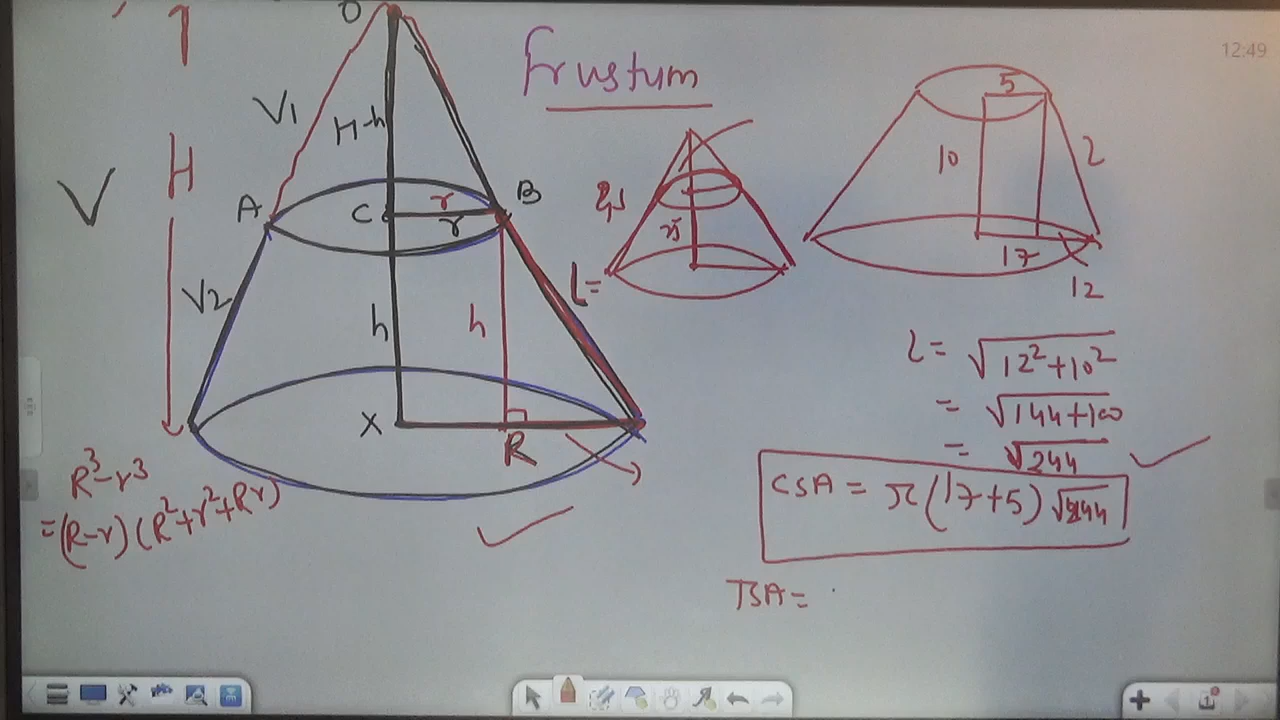 12:49
Frustum
O
V1
H-h
V
H
A
C
r
r
B
V2
h
h
L=
X
R
25
5
10
17
12
L = √12²+10²
= √144+100
= √244
CSA = π(17+5)√244
TSA =
R³-r³
=(R-r)(R²+r²+Rr)